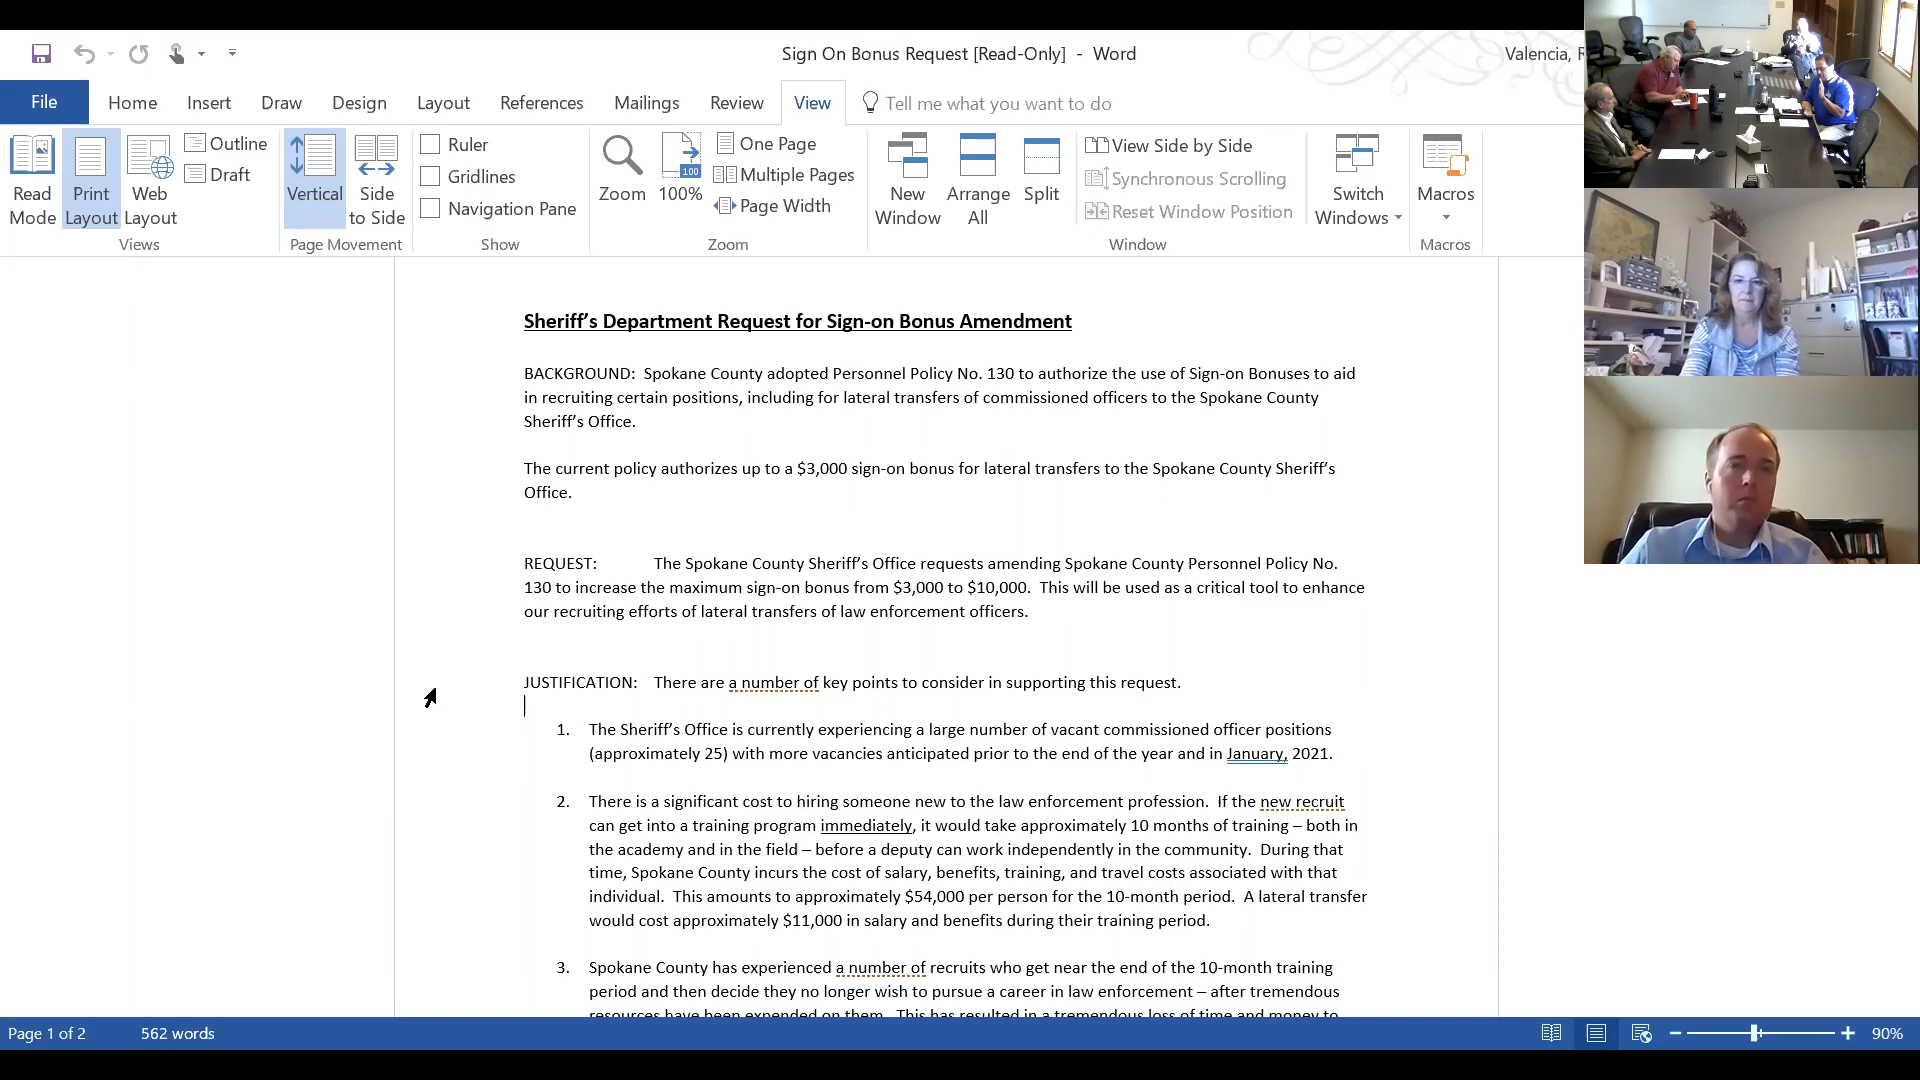 Sign On Bonus Request [Read-Only] - Word
Valencia, R
File Home Insert Draw Design Layout References Mailings Review View Tell me what you want to do
Read Mode
Print Layout
Web Layout
Outline
Draft
Views
Vertical
Side to Side
Page Movement
Ruler
Gridlines
Navigation Pane
Show
Zoom
100
100%
One Page
Multiple Pages
Page Width
Zoom
New Window
Arrange All
Split
View Side by Side
Synchronous Scrolling
Reset Window Position
Window
Switch Windows
Macros
Macros
Sheriff’s Department Request for Sign-on Bonus Amendment
BACKGROUND: Spokane County adopted Personnel Policy No. 130 to authorize the use of Sign-on Bonuses to aid
in recruiting certain positions, including for lateral transfers of commissioned officers to the Spokane County
Sheriff’s Office.
The current policy authorizes up to a $3,000 sign-on bonus for lateral transfers to the Spokane County Sheriff’s
Office.
REQUEST: The Spokane County Sheriff’s Office requests amending Spokane County Personnel Policy No.
130 to increase the maximum sign-on bonus from $3,000 to $10,000. This will be used as a critical tool to enhance
our recruiting efforts of lateral transfers of law enforcement officers.
JUSTIFICATION: There are a number of key points to consider in supporting this request.
1. The Sheriff’s Office is currently experiencing a large number of vacant commissioned officer positions
(approximately 25) with more vacancies anticipated prior to the end of the year and in January, 2021.
2. There is a significant cost to hiring someone new to the law enforcement profession. If the new recruit
can get into a training program immediately, it would take approximately 10 months of training – both in
the academy and in the field – before a deputy can work independently in the community. During that
time, Spokane County incurs the cost of salary, benefits, training, and travel costs associated with that
individual. This amounts to approximately $54,000 per person for the 10-month period. A lateral transfer
would cost approximately $11,000 in salary and benefits during their training period.
3. Spokane County has experienced a number of recruits who get near the end of the 10-month training
period and then decide they no longer wish to pursue a career in law enforcement – after tremendous
resources have been expended on them. This has resulted in a tremendous loss of time and money to
Page 1 of 2 562 words 90%